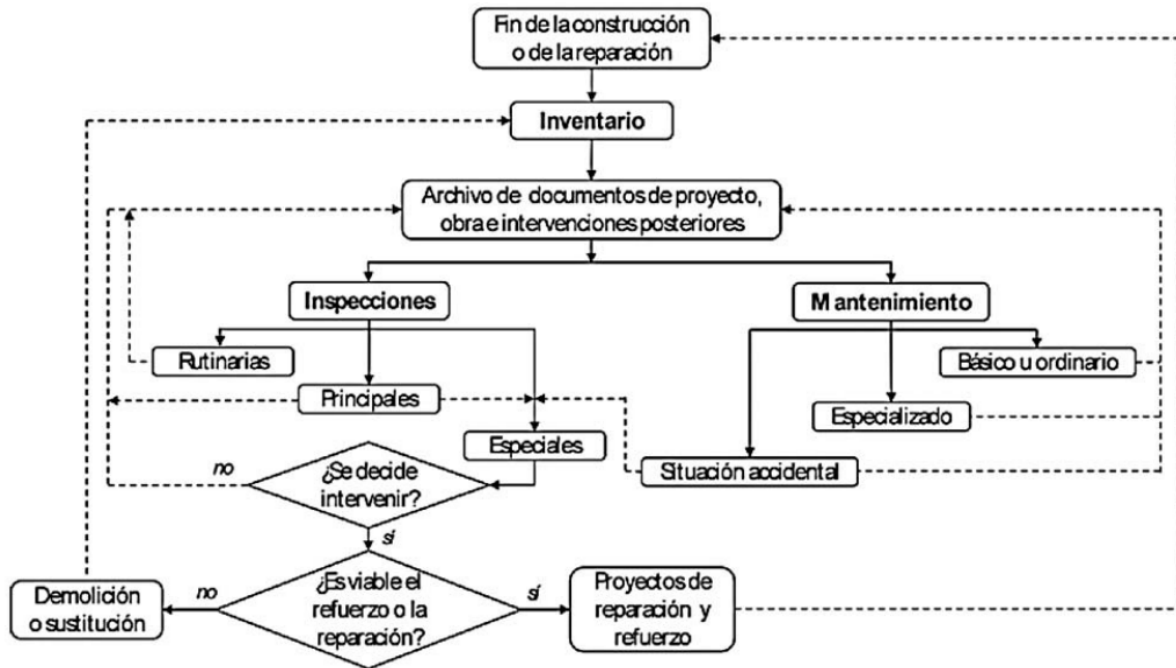 Fin de la construcción
o de la reparación
Inventario
Archivo de documentos de proyecto,
obra e intervenciones posteriores
Inspecciones
Mantenimiento
Rutinarias
Básico u ordinario
Principales
Especializado
Especiales
Situación accidental
no
¿Se decide
intervenir?
sí
Demolición
o sustitución
no
¿Es viable el
refuerzo o la
reparación?
sí
Proyectos de
reparación y
refuerzo